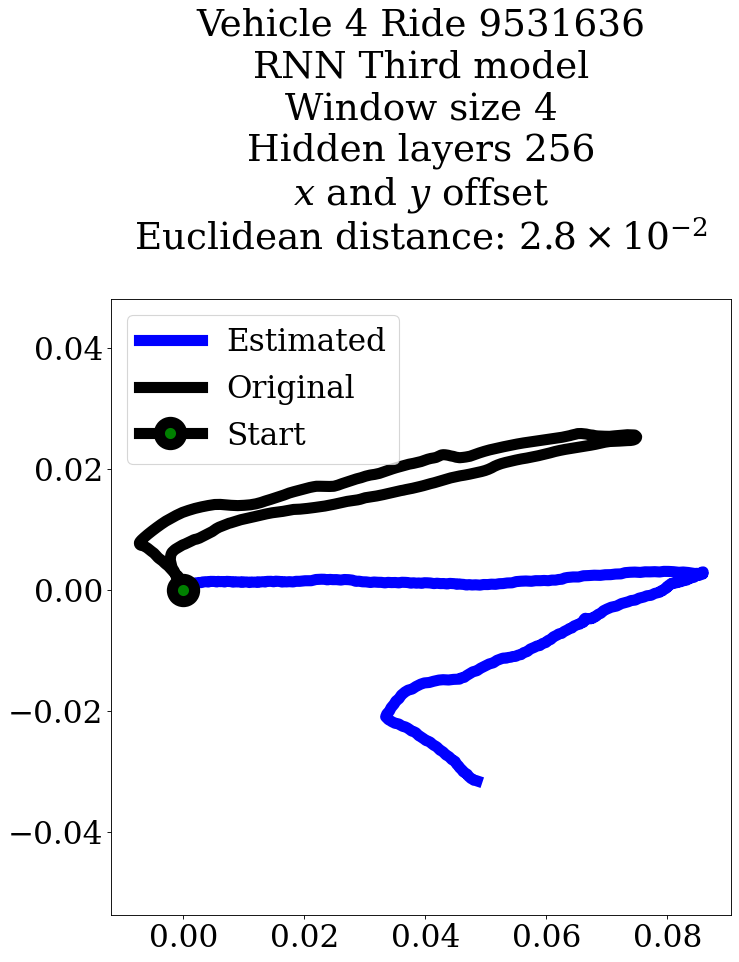 Vehicle 4 Ride 9531636
RNN Third model
Window size 4
Hidden layers 256
x and y offset
Euclidean distance: 2.8 × 10⁻²
Estimated
Original
Start
0.04
0.02
0.00
−0.02
−0.04
0.00 0.02 0.04 0.06 0.08